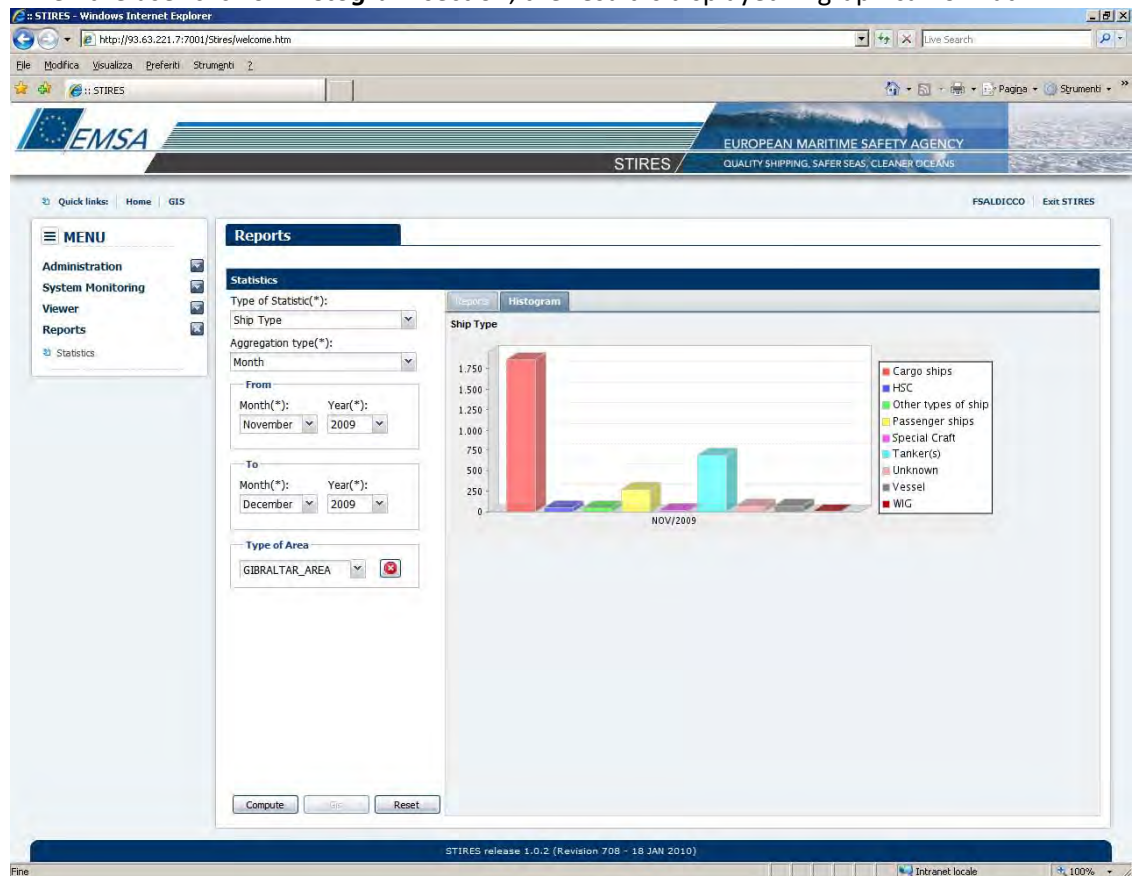 :: STIRES - Windows Internet Explorer
http://93.63.221.7:7001/Stires/welcome.htm
Live Search
File Modifica Visualizza Preferiti Strumenti ?
:: STIRES
Pagina Strumenti
EMSA
STIRES
EUROPEAN MARITIME SAFETY AGENCY
QUALITY SHIPPING, SAFER SEAS, CLEANER OCEANS
Quick links: Home GIS
FSALDICCO Exit STIRES
MENU
Administration
System Monitoring
Viewer
Reports
Statistics
Reports
Statistics
Type of Statistic(*):
Ship Type
Aggregation type(*):
Month
From
Month(*): Year(*):
November 2009
To
Month(*): Year(*):
December 2009
Type of Area
GIBRALTAR_AREA
Compute Gis Reset
Reports Histogram
Ship Type
1.750
1.500
1.250
1.000
750
500
250
0
NOV/2009
Cargo ships
HSC
Other types of ship
Passenger ships
Special Craft
Tanker(s)
Unknown
Vessel
WIG
STIRES release 1.0.2 (Revision 708 - 18 JAN 2010)
Fine
Intranet locale
100%